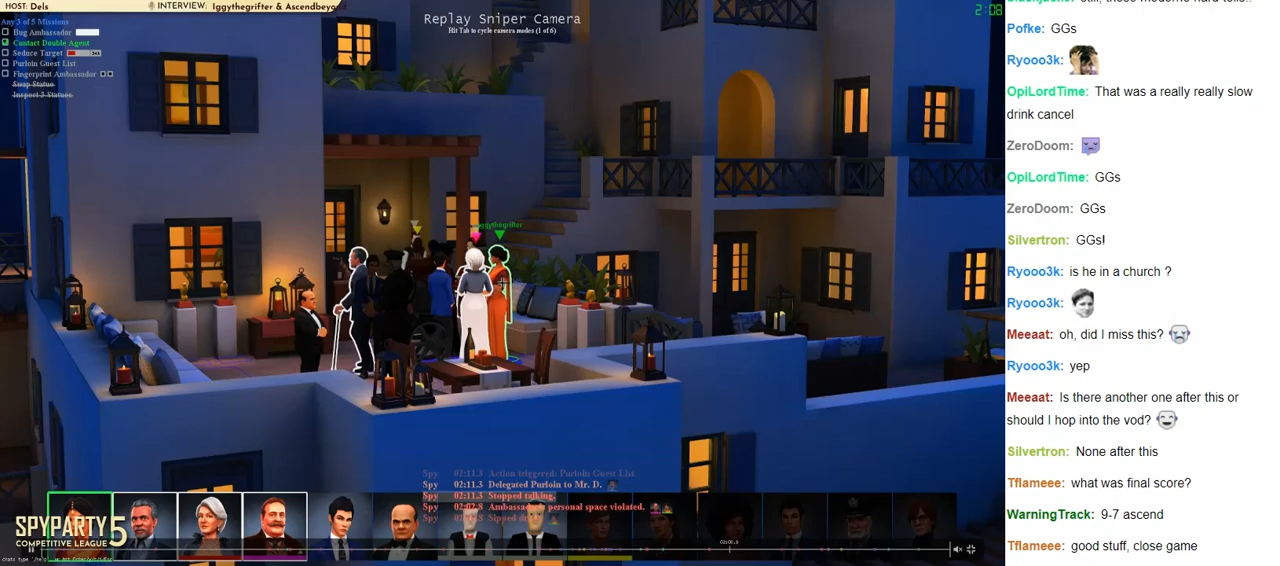 HOST: Dels
INTERVIEW: Iggythegrifter & Ascendbeyond
Replay Sniper Camera
Hit Tab to cycle camera modes (1 of 6)
2:08
Any 3 of 5 Missions
Bug Ambassador
Contact Double Agent
Seduce Target
Purloin Guest List
Fingerprint Ambassador
Swap Statue
Inspect 3 Statues
Iggythegrifter
Spy 02:11.3 Action triggered: Purloin Guest List
Spy 02:11.3 Delegated Purloin to Mr. D.
Spy 02:11.3 Stopped talking.
Spy 02:02.8 Ambassador's personal space violated.
Spy
SPYPARTY 5
COMPETITIVE LEAGUE
Pofke: GGs
Ryooo3k:
OpiLordTime: That was a really really slow
drink cancel
ZeroDoom:
OpiLordTime: GGs
ZeroDoom: GGs
Silvertron: GGs!
Ryooo3k: is he in a church ?
Ryooo3k:
Meeaat: oh, did I miss this?
Ryooo3k: yep
Meeaat: Is there another one after this or
should I hop into the vod?
Silvertron: None after this
Tflameee: what was final score?
WarningTrack: 9-7 ascend
Tflameee: good stuff, close game